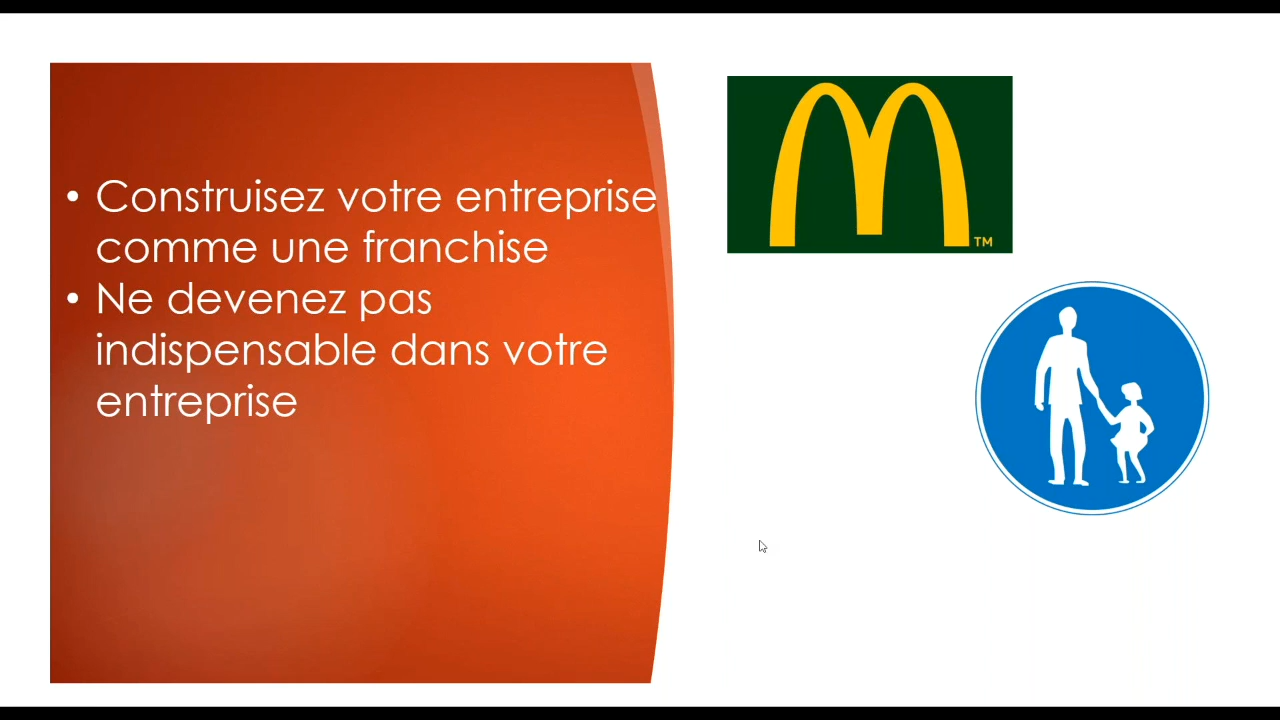 • Construisez votre entreprise
comme une franchise
• Ne devenez pas
indispensable dans votre
entreprise
M
TM